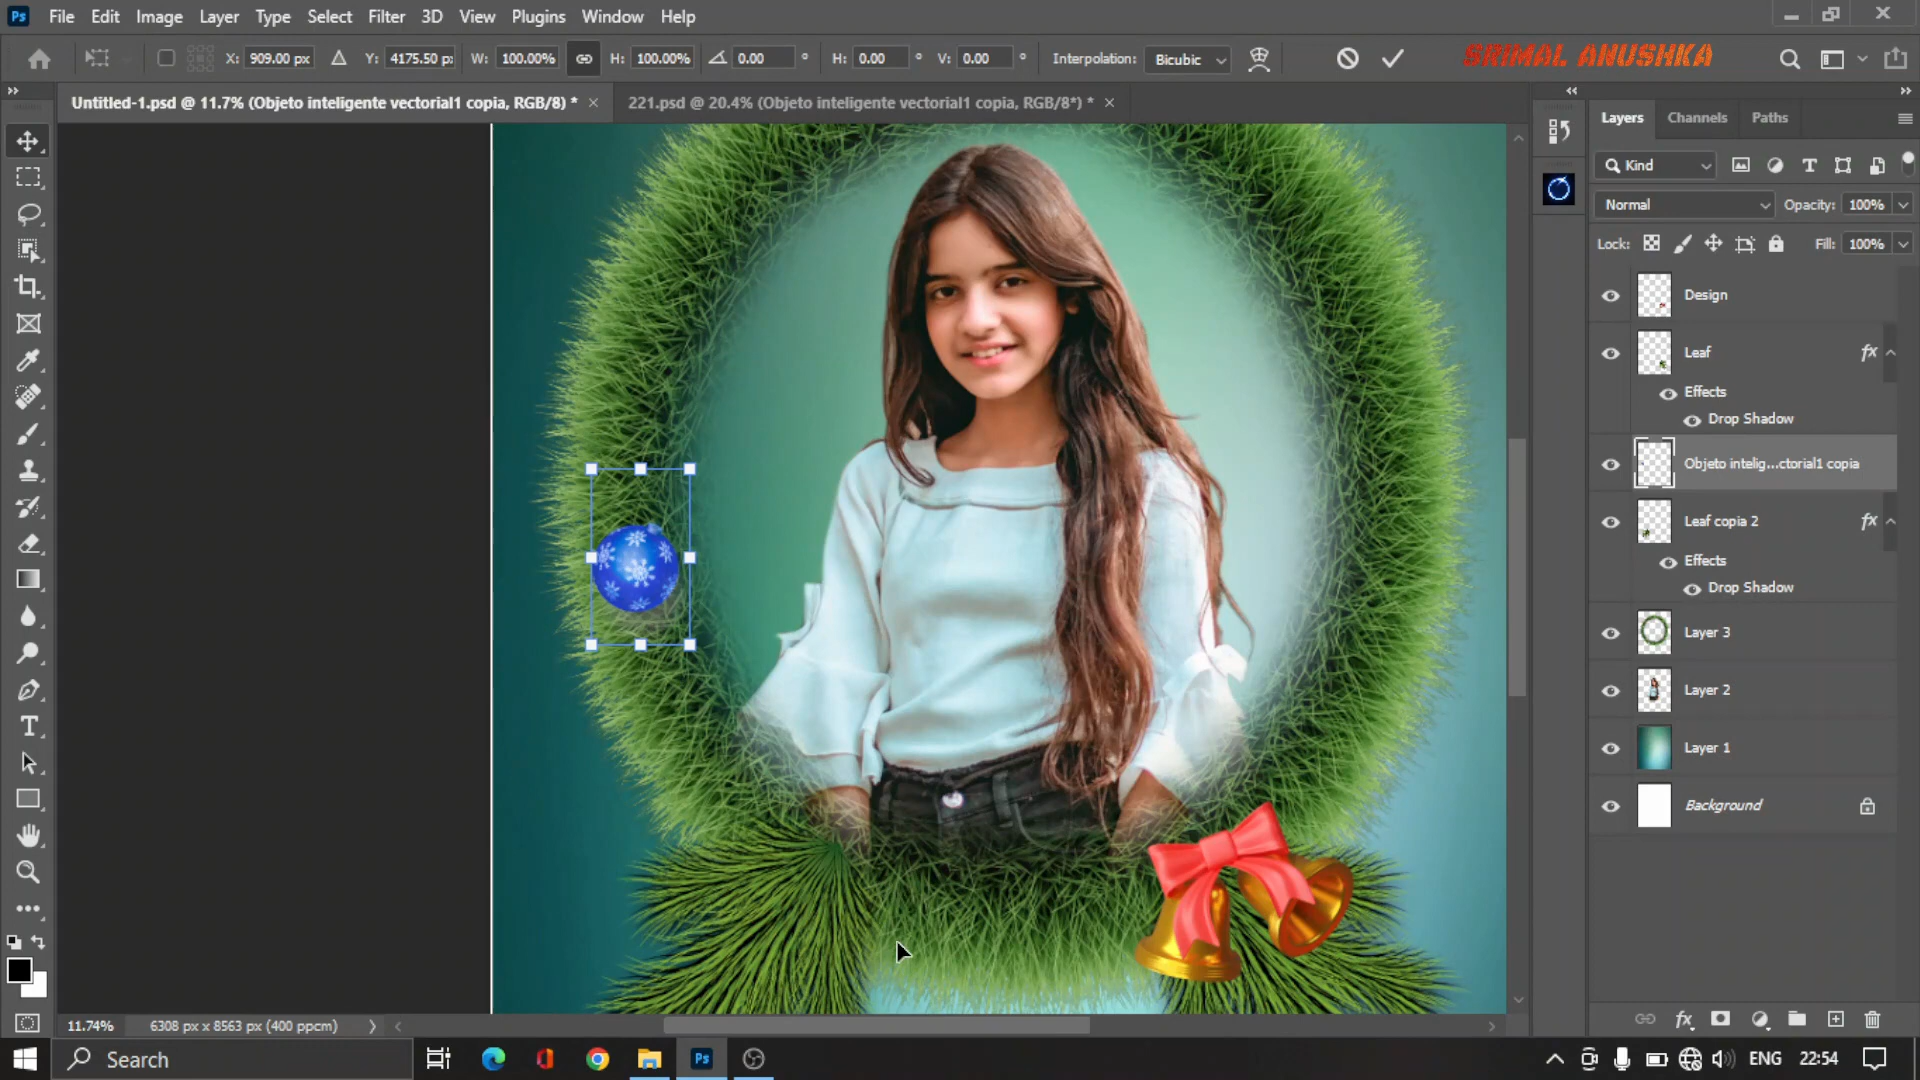 Ps File Edit Image Layer Type Select Filter 3D View Plugins Window Help
X: 909.00 px Y: 4175.50 p: W: 100.00% H: 100.00% 0.00 ° H: 0.00 ° V: 0.00 ° Interpolation: Bicubic
SRIMAL ANUSHKA
Untitled-1.psd @ 11.7% (Objeto inteligente vectorial1 copia, RGB/8) * × 221.psd @ 20.4% (Objeto inteligente vectorial1 copia, RGB/8*) * ×
Layers Channels Paths
Kind
Normal Opacity: 100%
Lock: Fill: 100%
Design
Leaf fx
Effects
Drop Shadow
Objeto intelig...ctorial1 copia
Leaf copia 2 fx
Effects
Drop Shadow
Layer 3
Layer 2
Layer 1
Background
11.74% 6308 px x 8563 px (400 ppcm)
fx
Search
Ps
ENG 22:54